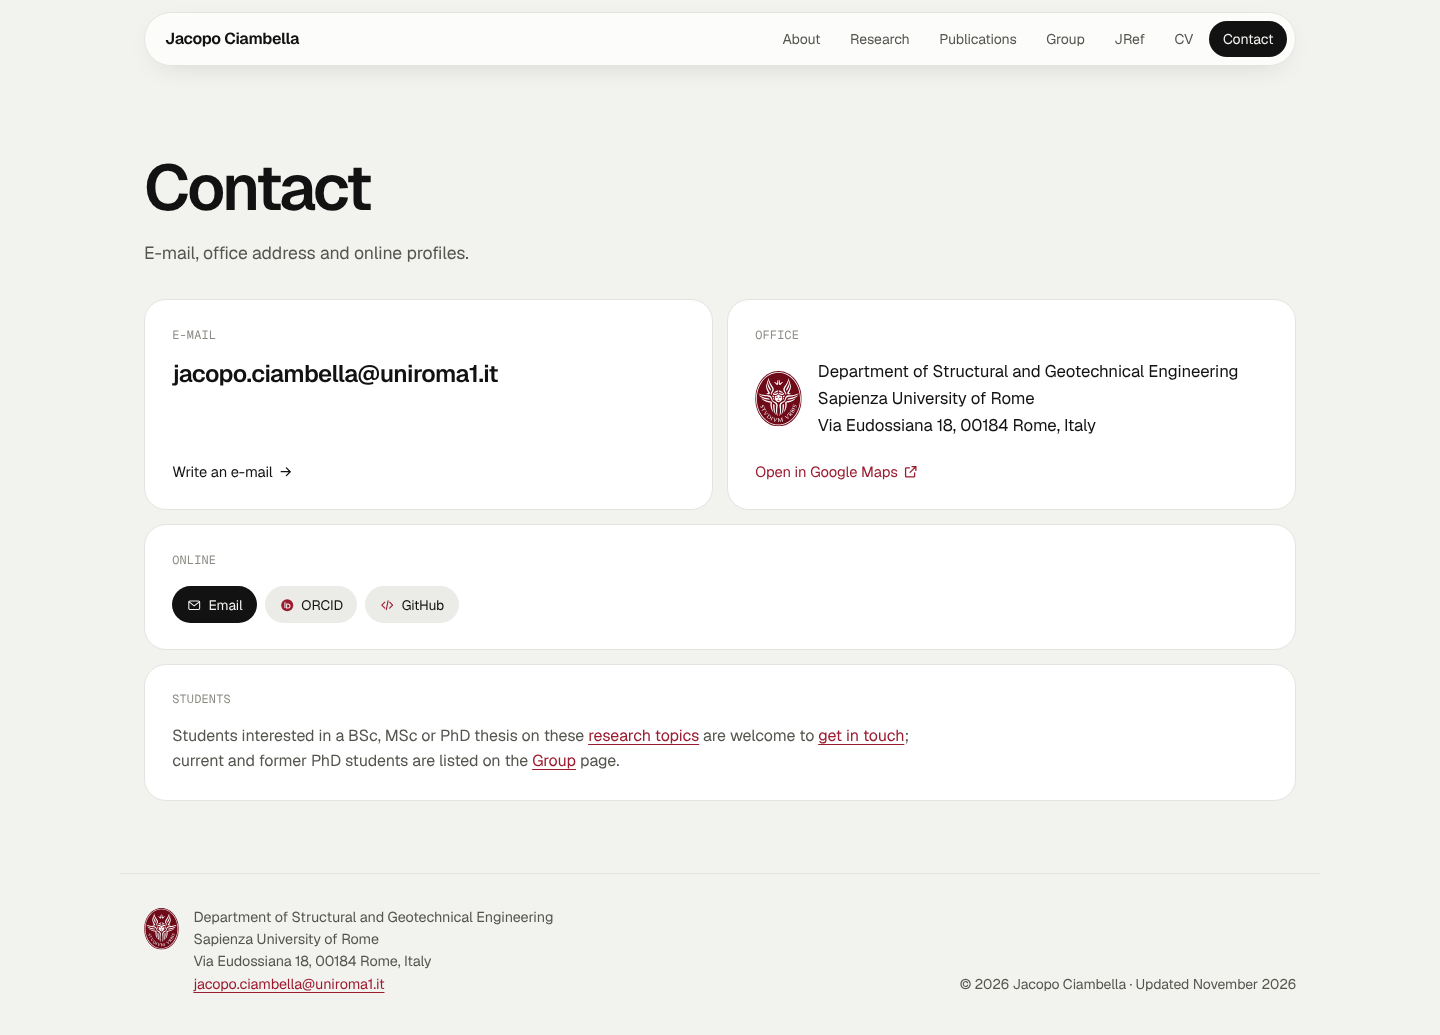 Jacopo Ciambella
About Research Publications Group JRef CV Contact
Contact
E-mail, office address and online profiles.
E-MAIL
jacopo.ciambella@uniroma1.it
Write an e-mail →
OFFICE
Department of Structural and Geotechnical Engineering
Sapienza University of Rome
Via Eudossiana 18, 00184 Rome, Italy
Open in Google Maps
ONLINE
Email ORCID GitHub
STUDENTS
Students interested in a BSc, MSc or PhD thesis on these research topics are welcome to get in touch;
current and former PhD students are listed on the Group page.
Department of Structural and Geotechnical Engineering
Sapienza University of Rome
Via Eudossiana 18, 00184 Rome, Italy
jacopo.ciambella@uniroma1.it
© 2026 Jacopo Ciambella · Updated November 2026